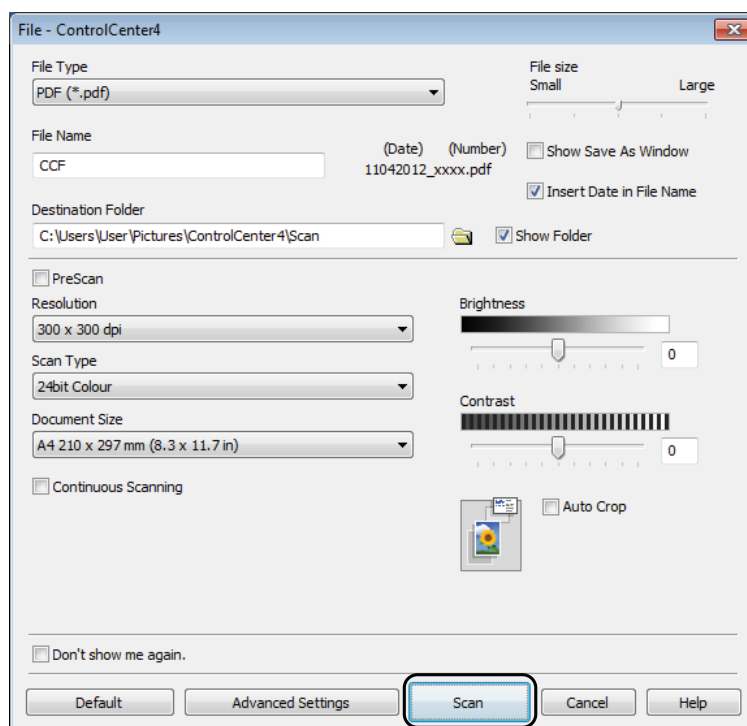 File - ControlCenter4
File Type
PDF (*.pdf)
File size
Small Large
File Name
CCF
(Date) (Number)
11042012_xxxx.pdf
Show Save As Window
Insert Date in File Name
Destination Folder
C:\Users\User\Pictures\ControlCenter4\Scan
Show Folder
PreScan
Resolution
300 x 300 dpi
Scan Type
24bit Colour
Document Size
A4 210 x 297 mm (8.3 x 11.7 in)
Continuous Scanning
Brightness
0
Contrast
0
Auto Crop
Don't show me again.
Default Advanced Settings Scan Cancel Help